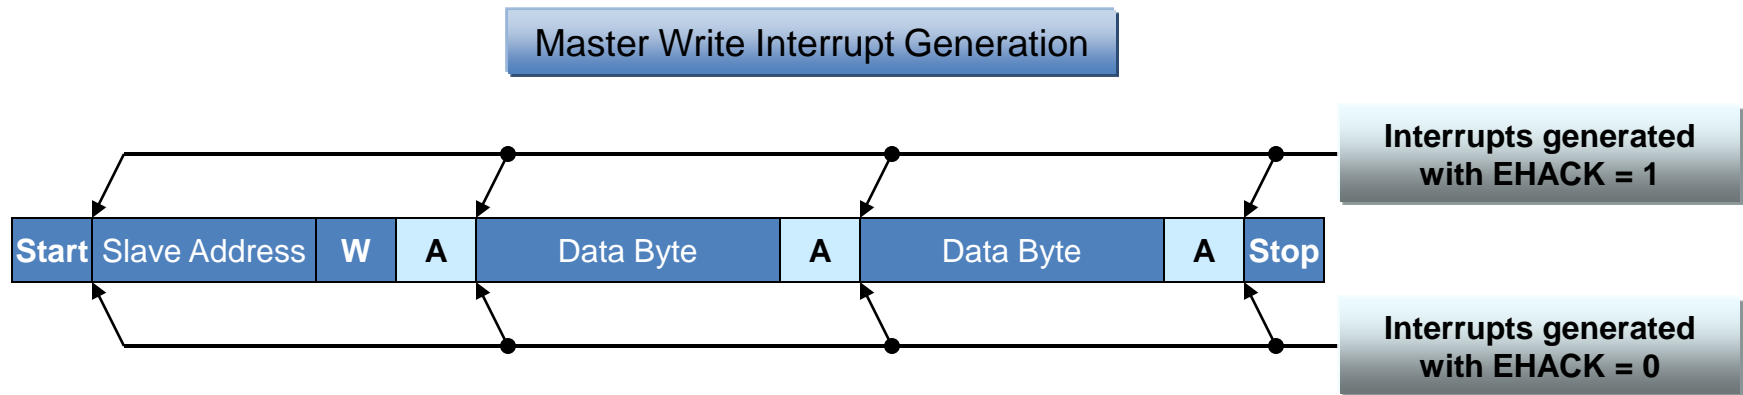 Master Write Interrupt Generation
Interrupts generated
with EHACK = 1
Start Slave Address W A Data Byte A Data Byte A Stop
Interrupts generated
with EHACK = 0